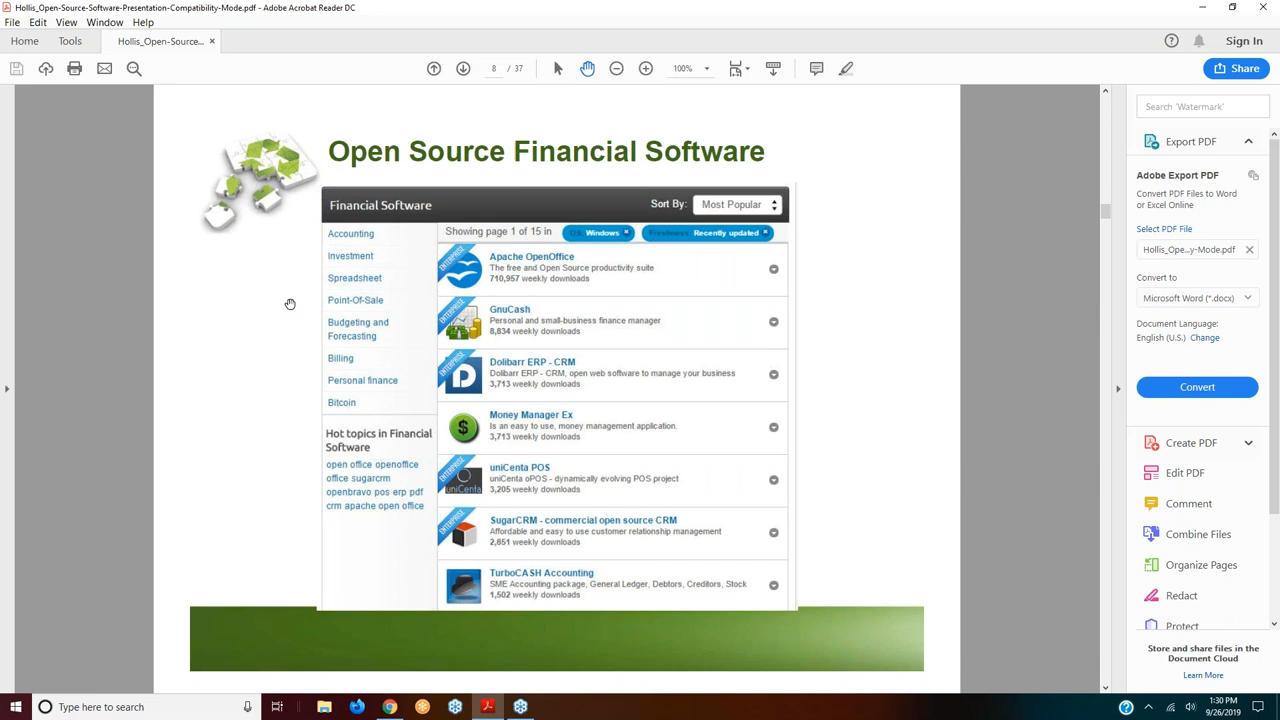 Hollis_Open-Source-Software-Presentation-Compatibility-Mode.pdf - Adobe Acrobat Reader DC
File Edit View Window Help
Home Tools Hollis_Open-Source... × Sign In
8 / 37 100% Share
Open Source Financial Software
Financial Software Sort By: Most Popular
Showing page 1 of 15 in OS: Windows Freshness: Recently updated
Accounting
Investment
Spreadsheet
Point-Of-Sale
Budgeting and
Forecasting
Billing
Personal finance
Bitcoin
Hot topics in Financial
Software
open office openoffice
office sugarcrm
openbravo pos erp pdf
crm apache open office
ENTERPRISE
Apache OpenOffice
The free and Open Source productivity suite
710,957 weekly downloads
ENTERPRISE
GnuCash
Personal and small-business finance manager
8,834 weekly downloads
ENTERPRISE
Dolibarr ERP - CRM
Dolibarr ERP - CRM, open web software to manage your business
3,713 weekly downloads
Money Manager Ex
Is an easy to use, money management application.
3,713 weekly downloads
ENTERPRISE
uniCenta
uniCenta POS
uniCenta oPOS - dynamically evolving POS project
3,205 weekly downloads
ENTERPRISE
SugarCRM - commercial open source CRM
Affordable and easy to use customer relationship management
2,851 weekly downloads
TurboCASH Accounting
SME Accounting package, General Ledger, Debtors, Creditors, Stock
1,502 weekly downloads
Search 'Watermark'
Export PDF
Adobe Export PDF
Convert PDF Files to Word
or Excel Online
Select PDF File
Hollis_Ope...y-Mode.pdf ×
Convert to
Microsoft Word (*.docx)
Document Language:
English (U.S.) Change
Convert
Create PDF
Edit PDF
Comment
Combine Files
Organize Pages
Redact
Protect
Store and share files in the
Document Cloud
Learn More
Type here to search
1:30 PM
9/26/2019